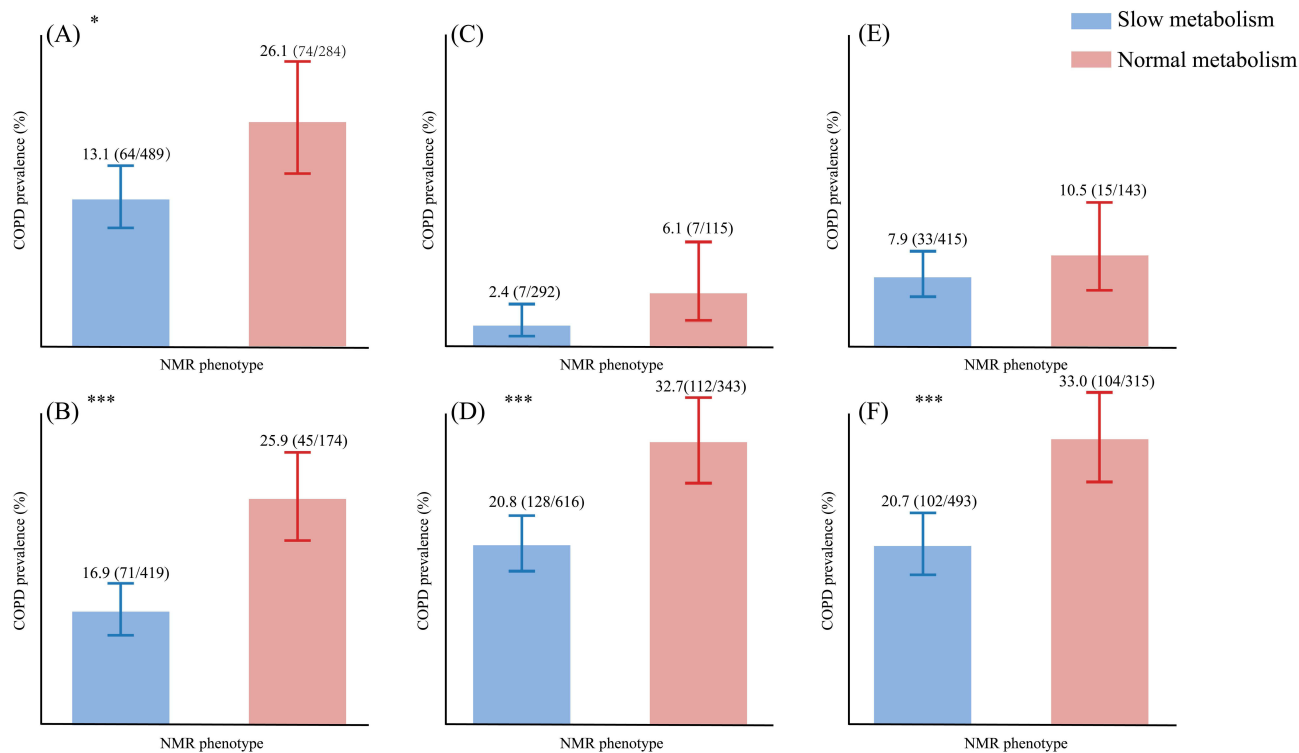 Slow metabolism
Normal metabolism
(A)
*
13.1 (64/489)
26.1 (74/284)
COPD prevalence (%)
NMR phenotype
(C)
2.4 (7/292)
6.1 (7/115)
COPD prevalence (%)
NMR phenotype
(E)
7.9 (33/415)
10.5 (15/143)
COPD prevalence (%)
NMR phenotype
(B)
***
16.9 (71/419)
25.9 (45/174)
COPD prevalence (%)
NMR phenotype
(D)
***
20.8 (128/616)
32.7(112/343)
COPD prevalence (%)
NMR phenotype
(F)
***
20.7 (102/493)
33.0 (104/315)
COPD prevalence (%)
NMR phenotype